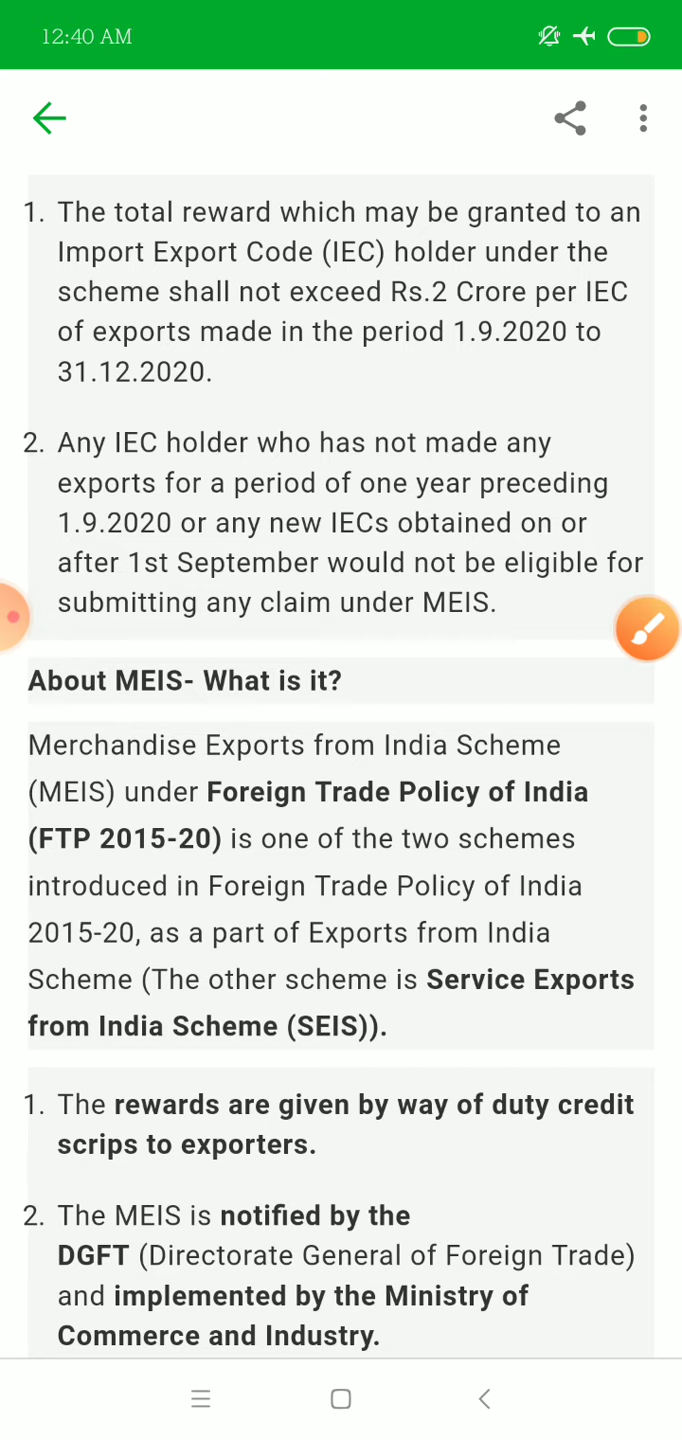 12:40 AM
1. The total reward which may be granted to an
Import Export Code (IEC) holder under the
scheme shall not exceed Rs.2 Crore per IEC
of exports made in the period 1.9.2020 to
31.12.2020.
2. Any IEC holder who has not made any
exports for a period of one year preceding
1.9.2020 or any new IECs obtained on or
after 1st September would not be eligible for
submitting any claim under MEIS.
About MEIS- What is it?
Merchandise Exports from India Scheme
(MEIS) under Foreign Trade Policy of India
(FTP 2015-20) is one of the two schemes
introduced in Foreign Trade Policy of India
2015-20, as a part of Exports from India
Scheme (The other scheme is Service Exports
from India Scheme (SEIS)).
1. The rewards are given by way of duty credit
scrips to exporters.
2. The MEIS is notified by the
DGFT (Directorate General of Foreign Trade)
and implemented by the Ministry of
Commerce and Industry.